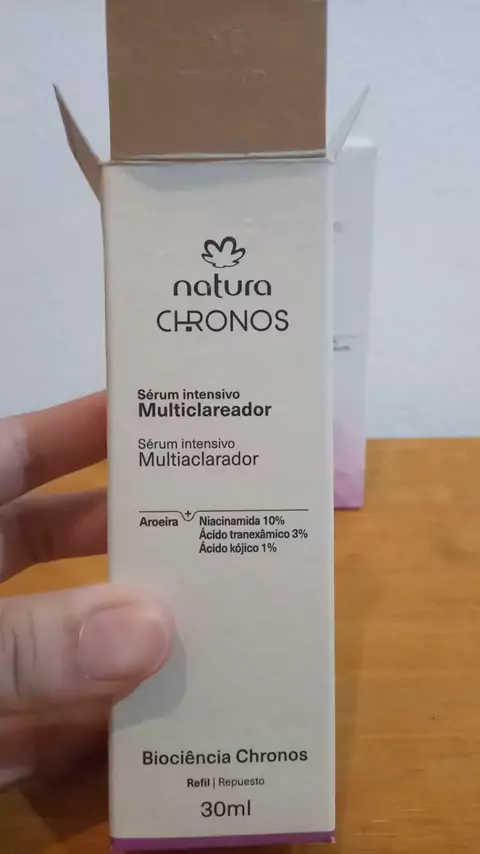 natura
CHRONOS
Sérum intensivo
Multiclareador
Sérum intensivo
Multiaclarador
Aroeira + Niacinamida 10%
Ácido tranexâmico 3%
Ácido kójico 1%
Biociência Chronos
Refil | Repuesto
30ml